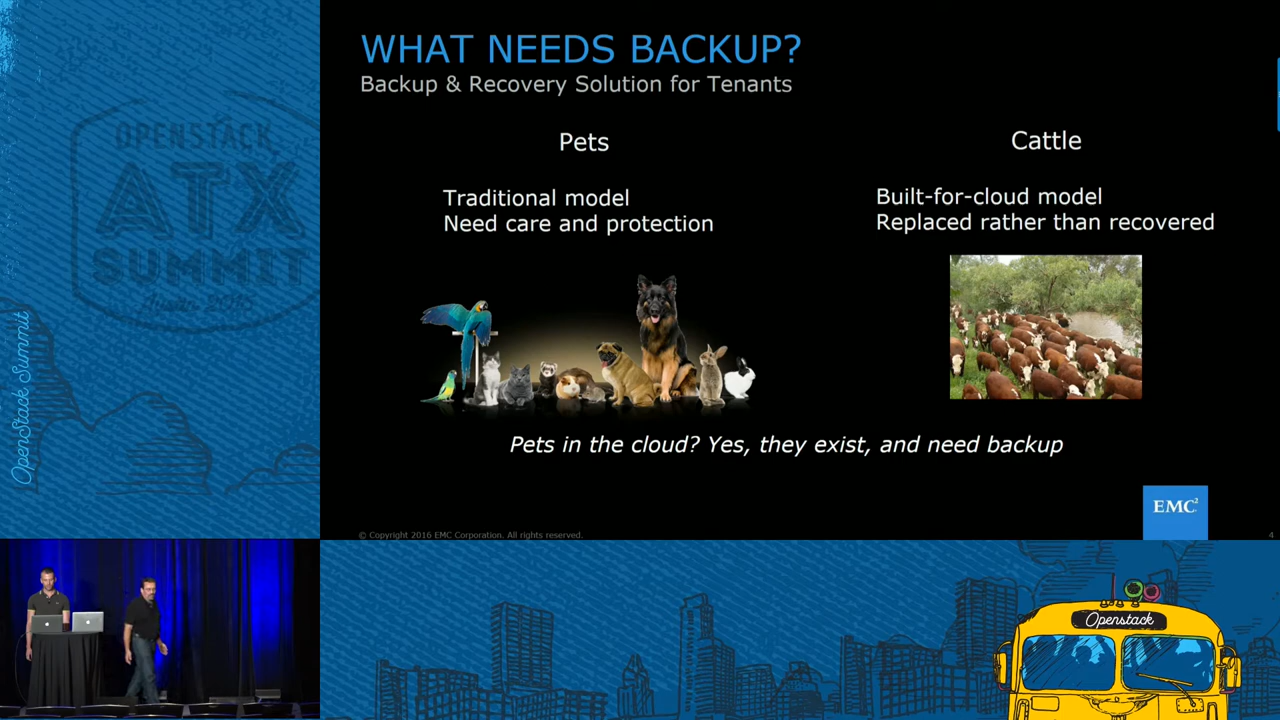 WHAT NEEDS BACKUP?
Backup & Recovery Solution for Tenants
Pets
Traditional model
Need care and protection
Cattle
Built-for-cloud model
Replaced rather than recovered
Pets in the cloud? Yes, they exist, and need backup
EMC²
© Copyright 2016 EMC Corporation. All rights reserved.
4
OPENSTACK
ATX
SUMMIT
OpenStack Summit
Openstack